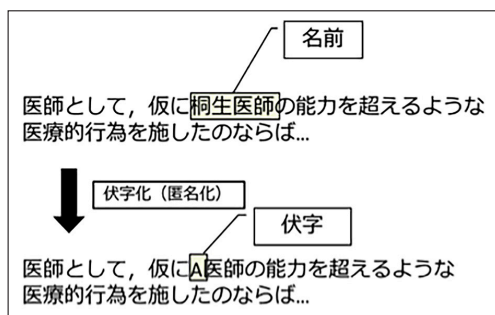 名前
医師として，仮に桐生医師の能力を超えるような
医療的行為を施したのならば...
伏字化（匿名化）
伏字
医師として，仮にA医師の能力を超えるような
医療的行為を施したのならば...